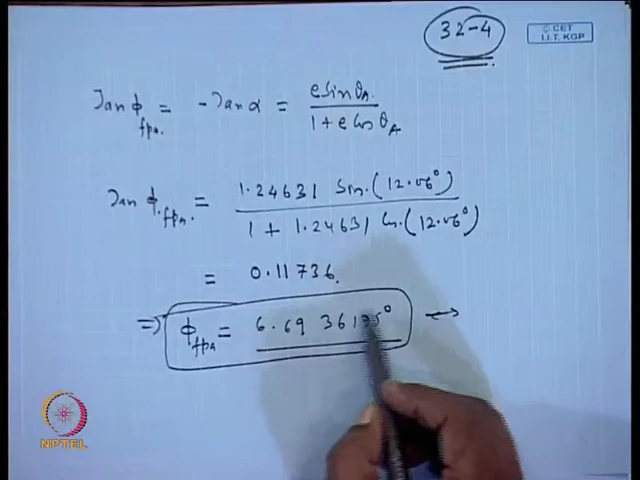 32-4
© CET
I.I.T. KGP
Tan ϕfpA = -Tan α = e Sin θA / 1 + e Cos θA
Tan ϕfpA = 1.24631 Sin (12.06°) / 1 + 1.24631 Cos (12.06°)
= 0.11736
⇒ ϕfpA = 6.69 361
NPTEL